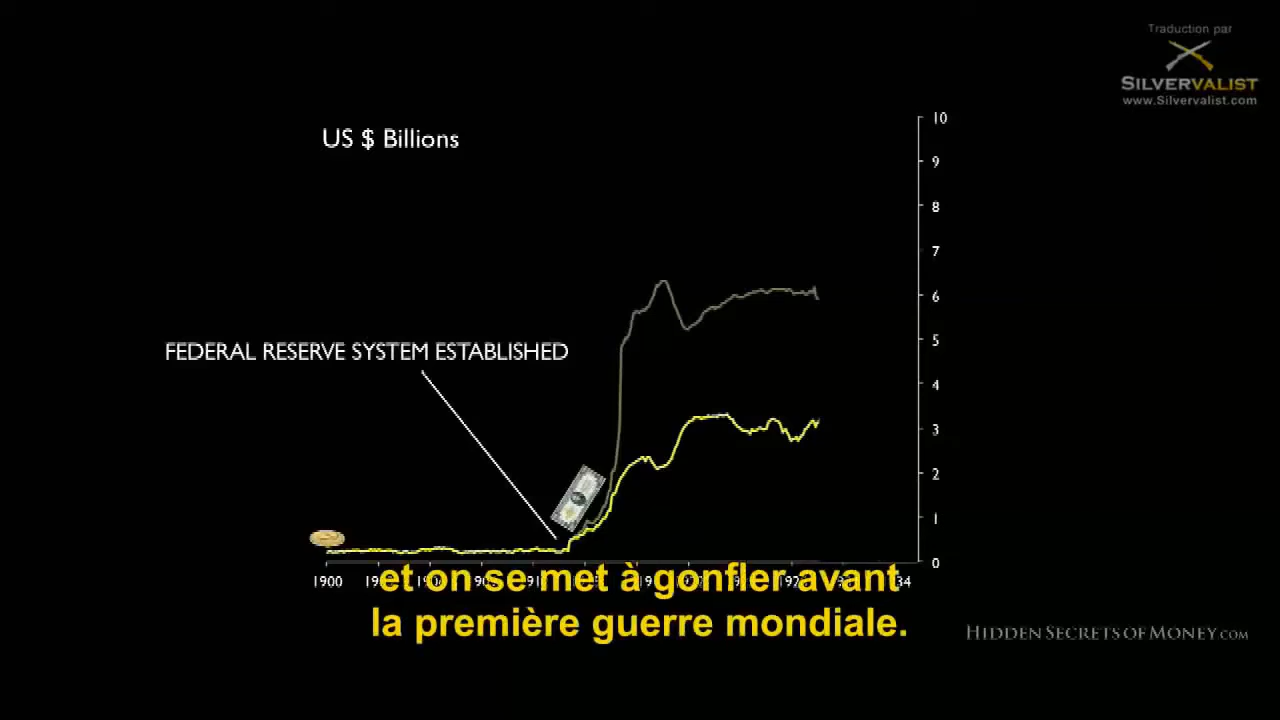 Traduction par
SILVERVALIST
www.Silvervalist.com
US $ Billions
10
9
8
7
6
5
4
3
2
1
0
FEDERAL RESERVE SYSTEM ESTABLISHED
1900
et on se met à gonfler avant
la première guerre mondiale.
HIDDEN SECRETS OF MONEY.COM